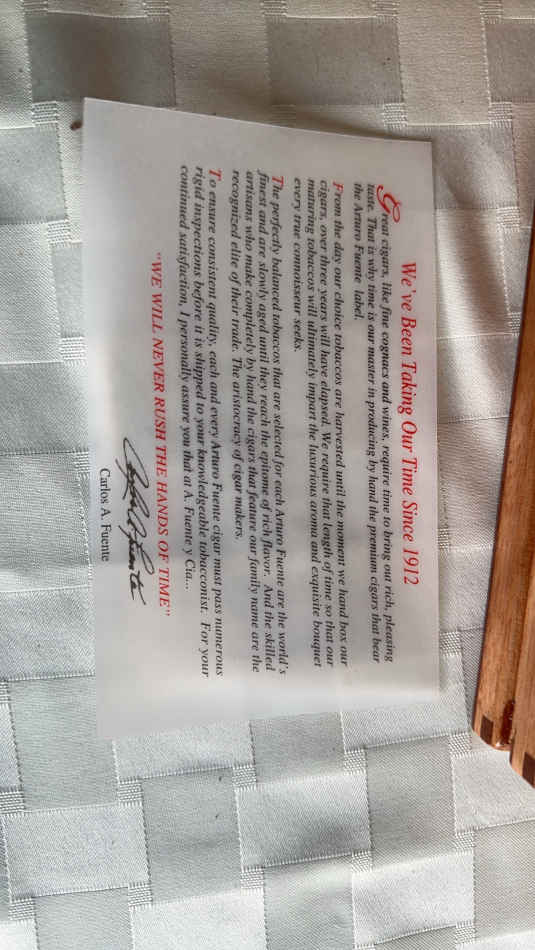 We've Been Taking Our Time Since 1912
Great cigars, like fine cognacs and wines, require time to bring out rich, pleasing
taste. That is why time is our master in producing by hand the premium cigars that bear
the Arturo Fuente label.
From the day our choice tobaccos are harvested until the moment we hand box our
cigars, over three years will have elapsed. We require that length of time so that our
maturing tobaccos will ultimately impart the luxurious aroma and exquisite bouquet
every true connoisseur seeks.
The perfectly balanced tobaccos that are selected for each Arturo Fuente are the world's
finest and are slowly aged until they reach the epitome of rich flavor. And the skilled
artisans who make completely by hand the cigars that feature our family name are the
recognized elite of their trade. The aristocracy of cigar makers.
To ensure consistent quality, each and every Arturo Fuente cigar must pass numerous
rigid inspections before it is shipped to your knowledgeable tobacconist. For your
continued satisfaction, I personally assure you that at A. Fuente y Cia...
"WE WILL NEVER RUSH THE HANDS OF TIME"
Carlos A. Fuente
Carlos A. Fuente